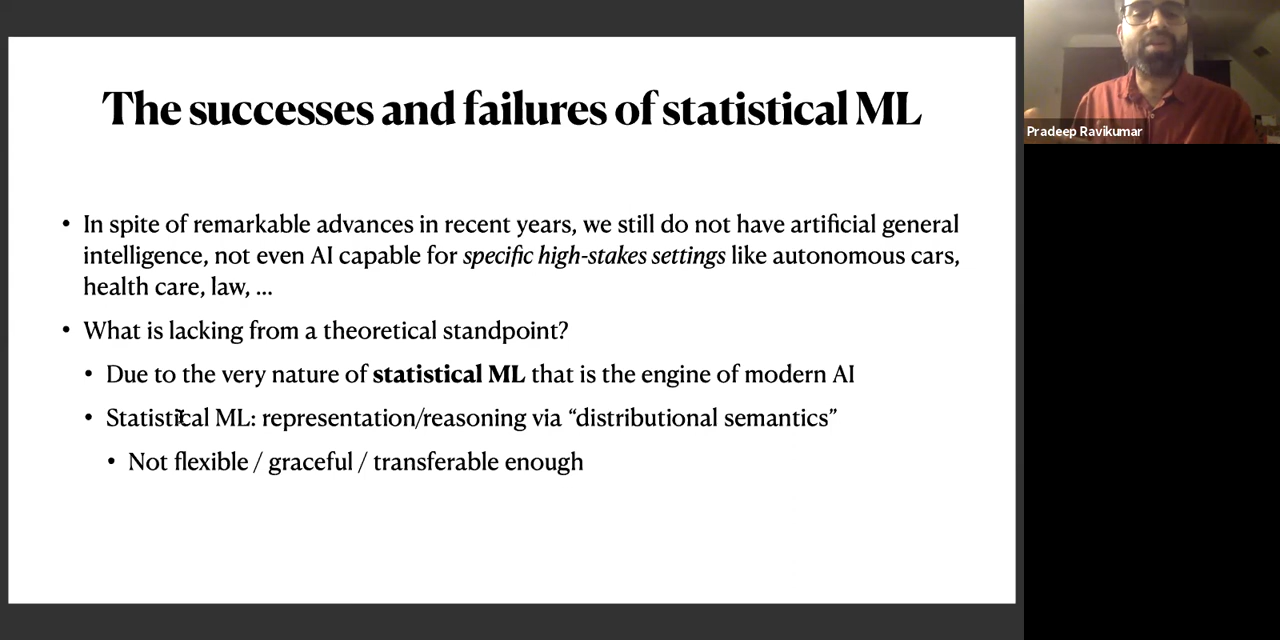 The successes and failures of statistical ML
• In spite of remarkable advances in recent years, we still do not have artificial general
intelligence, not even AI capable for specific high-stakes settings like autonomous cars,
health care, law, ...
• What is lacking from a theoretical standpoint?
• Due to the very nature of statistical ML that is the engine of modern AI
• Statistical ML: representation/reasoning via “distributional semantics”
• Not flexible / graceful / transferable enough
Pradeep Ravikumar